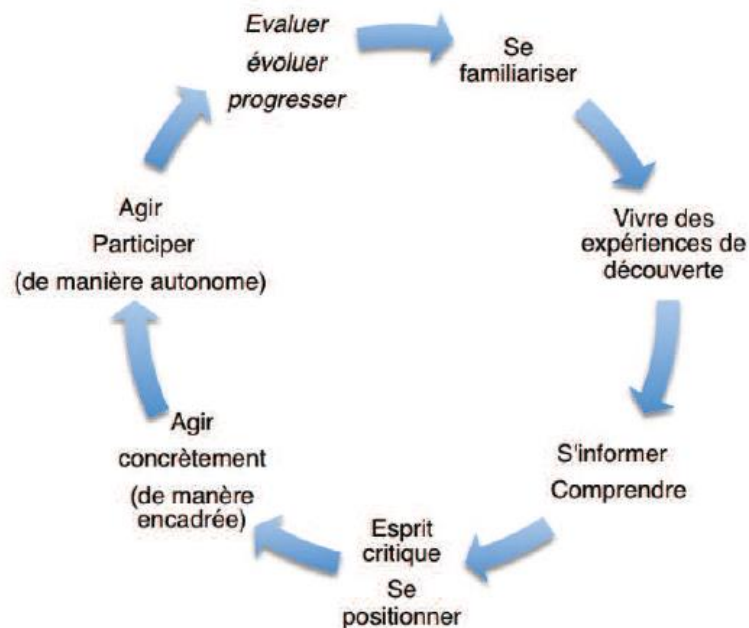 Evaluer
évoluer
progresser
Se
familiariser
Vivre des
expériences de
découverte
S'informer
Comprendre
Esprit
critique
Se
positionner
Agir
concrètement
(de manère
encadrée)
Agir
Participer
(de manière autonome)